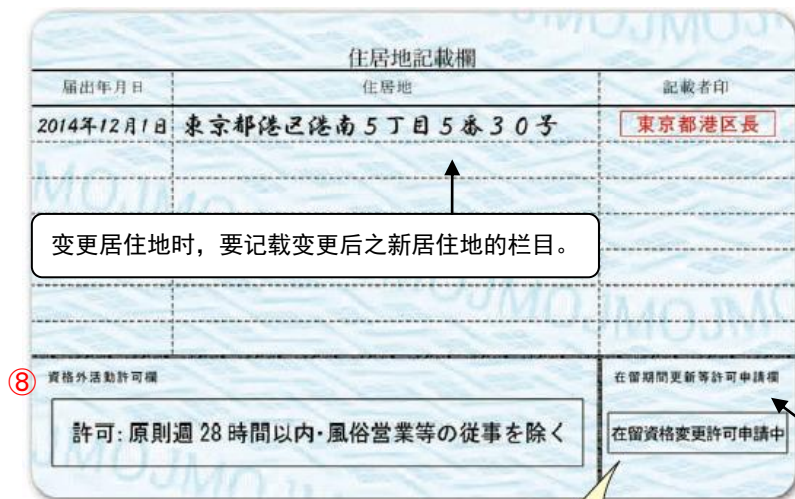 住居地記載欄
届出年月日 住居地 記載者印
2014年12月1日 東京都港区港南5丁目5番30号 東京都港区長
变更居住地时，要记载变更后之新居住地的栏目。
⑧ 資格外活動許可欄 在留期間更新等許可申請欄
許可:原則週28時間以内・風俗営業等の従事を除く 在留資格変更許可申請中
MOJMOJ
MOJM
MOJMOJ
MOJM
MOJMOJ